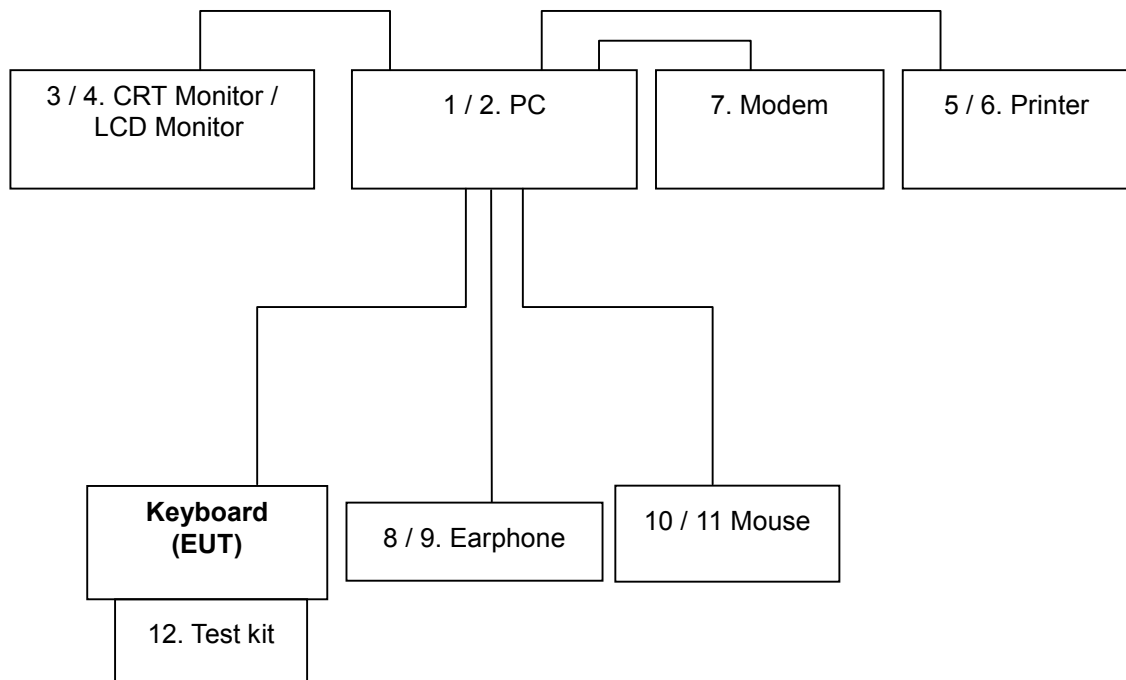 3 / 4. CRT Monitor /
LCD Monitor
1 / 2. PC
7. Modem
5 / 6. Printer
Keyboard
(EUT)
8 / 9. Earphone
10 / 11 Mouse
12. Test kit